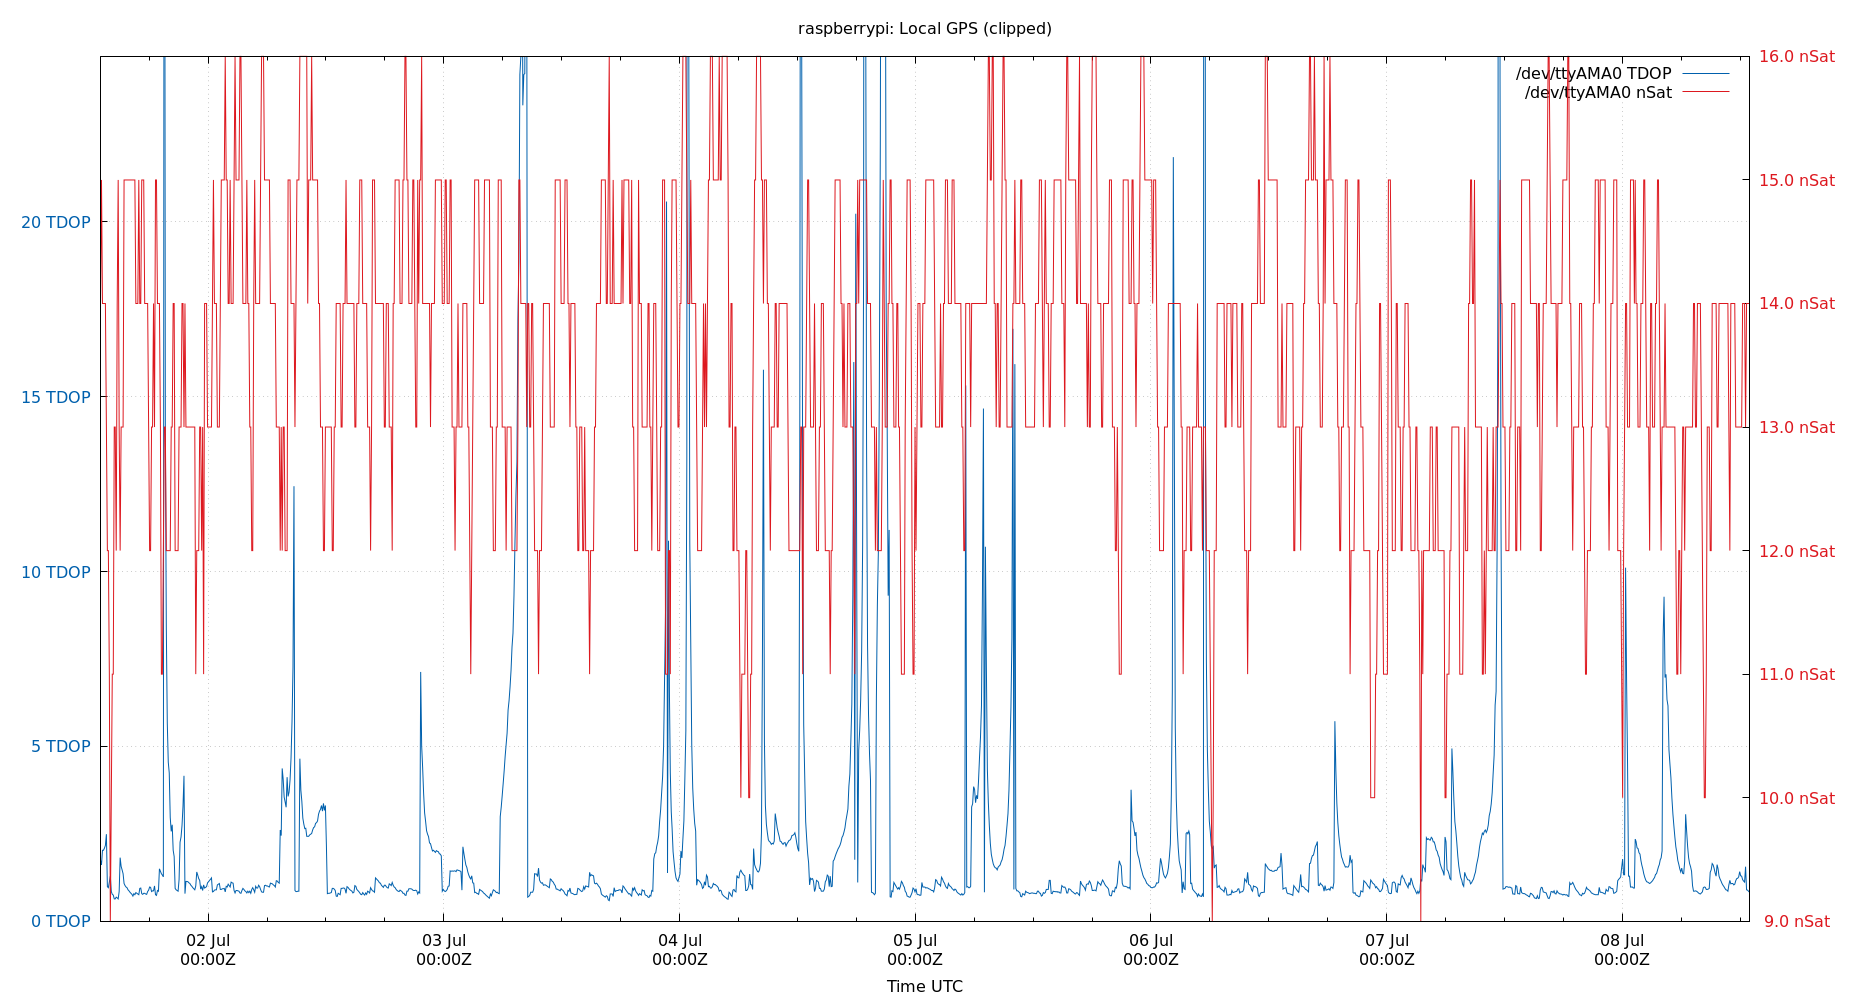 raspberrypi: Local GPS (clipped)
16.0 nSat
/dev/ttyAMA0 TDOP
/dev/ttyAMA0 nSat
15.0 nSat
20 TDOP
14.0 nSat
15 TDOP
13.0 nSat
12.0 nSat
10 TDOP
11.0 nSat
5 TDOP
10.0 nSat
0 TDOP
9.0 nSat
02 Jul
00:00Z
03 Jul
00:00Z
04 Jul
00:00Z
05 Jul
00:00Z
06 Jul
00:00Z
07 Jul
00:00Z
08 Jul
00:00Z
Time UTC